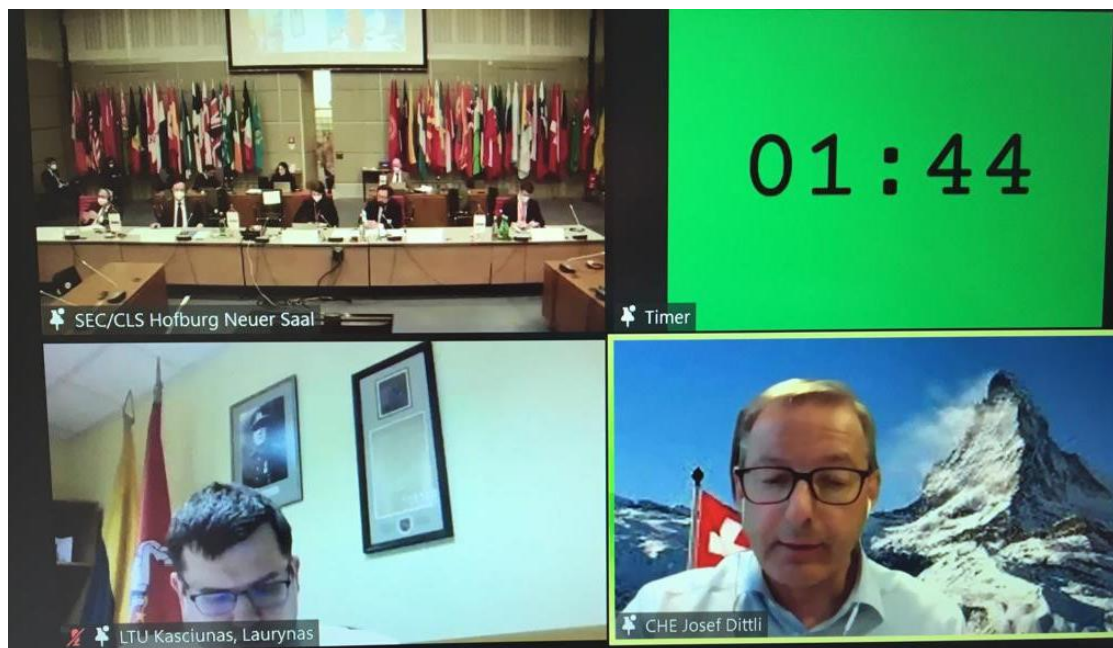 SEC/CLS Hofburg Neuer Saal
01:44
Timer
LTU Kasciunas, Laurynas
CHE Josef Dittli